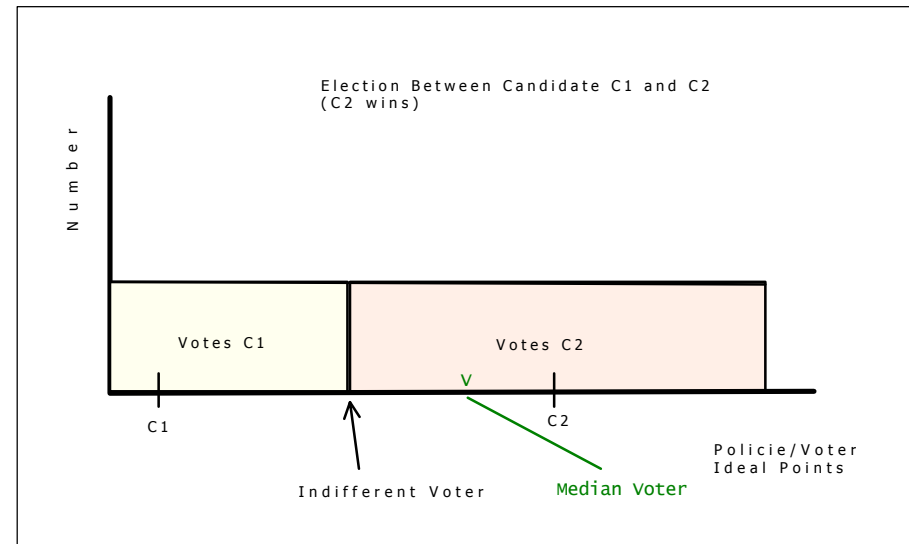 Election Between Candidate C1 and C2
(C2 wins)
Number
Votes C1
Votes C2
V
C1
C2
Policie/Voter
Ideal Points
Indifferent Voter
Median Voter